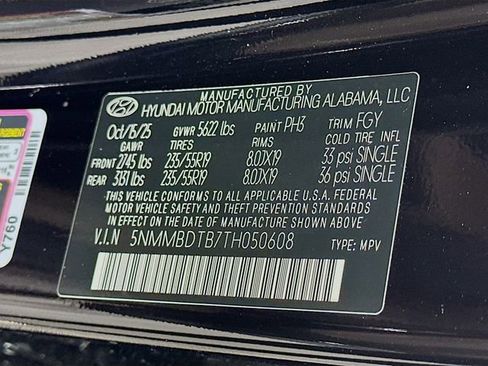 MANUFACTURED BY
HYUNDAI MOTOR MANUFACTURING ALABAMA, LLC
Oct/15/25 GVWR 5622 lbs PAINT PH3 TRIM FGY
GAWR TIRES RIMS COLD TIRE INFL
FRONT 2745 lbs 235/55R19 8.0JX19 33 psi SINGLE
REAR 3131 lbs 235/55R19 8.0JX19 36 psi SINGLE
THIS VEHICLE CONFORMS TO ALL APPLICABLE U.S.A. FEDERAL
MOTOR VEHICLE SAFETY, BUMPER, AND THEFT PREVENTION
STANDARDS IN EFFECT ON THE DATE OF MANUFACTURE SHOWN ABOVE.
V.I.N 5NMMBDTB7TH050608 TYPE: MPV
Y760